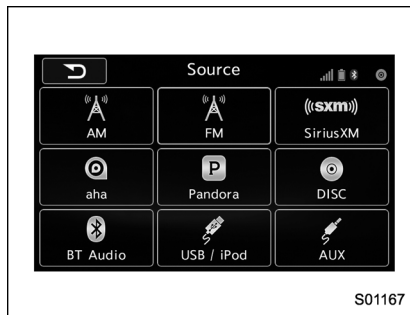 Source
AM
FM
((sxm))
SiriusXM
aha
P
Pandora
DISC
BT Audio
USB / iPod
AUX
S01167